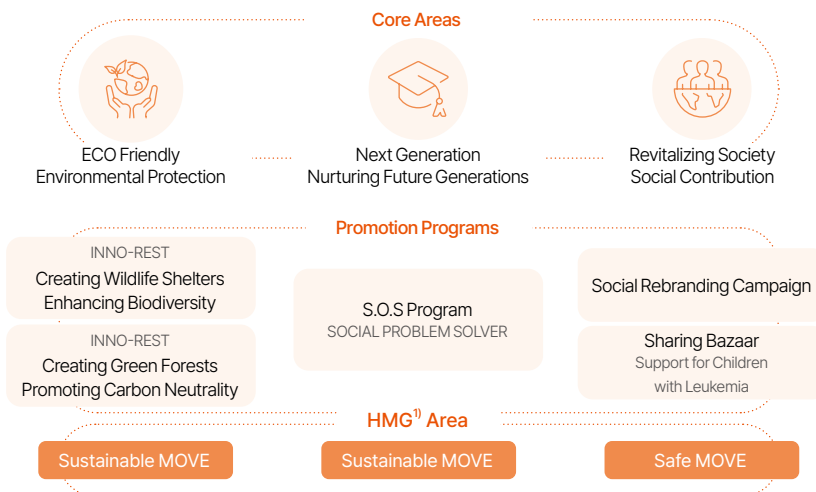 Core Areas
ECO Friendly
Environmental Protection
Next Generation
Nurturing Future Generations
Revitalizing Society
Social Contribution
Promotion Programs
INNO-REST
Creating Wildlife Shelters
Enhancing Biodiversity
INNO-REST
Creating Green Forests
Promoting Carbon Neutrality
S.O.S Program
SOCIAL PROBLEM SOLVER
Social Rebranding Campaign
Sharing Bazaar
Support for Children
with Leukemia
HMG1) Area
Sustainable MOVE
Sustainable MOVE
Safe MOVE